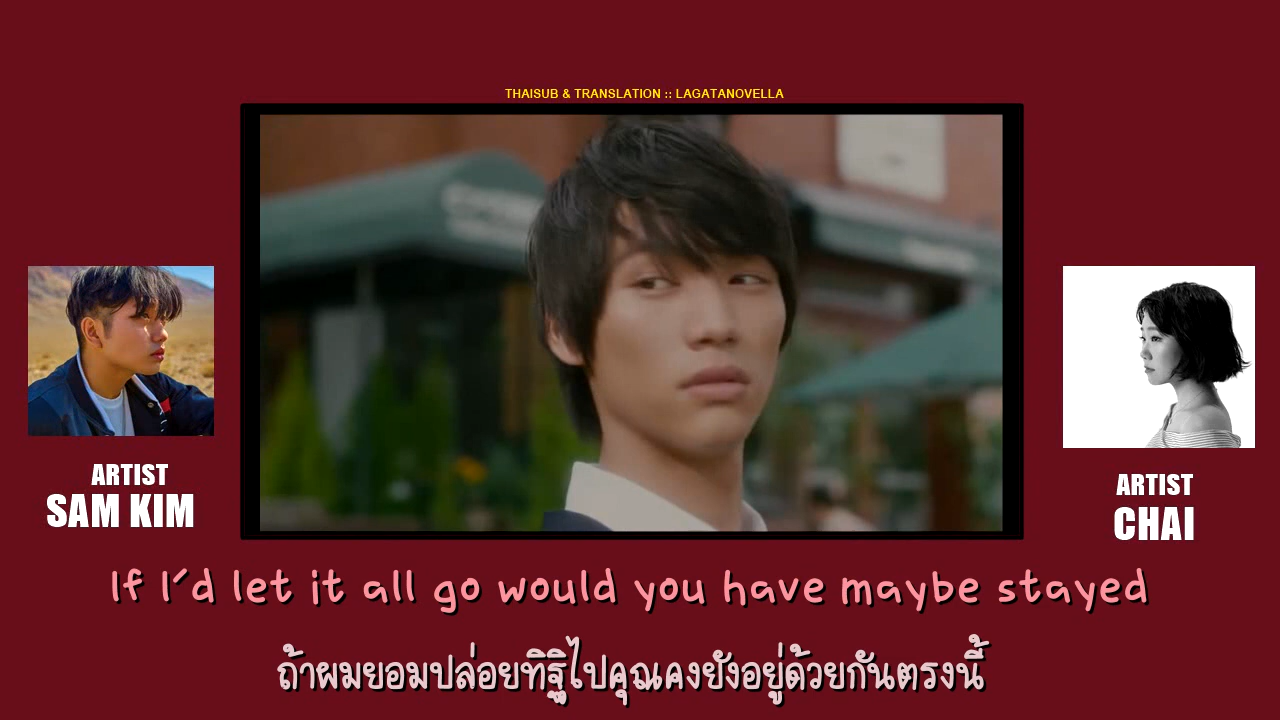 THAISUB & TRANSLATION :: LAGATANOVELLA
ARTIST
SAM KIM
ARTIST
CHAI
If I'd let it all go would you have maybe stayed
ถ้าผมยอมปล่อยทิฐิไปคุณคงยังอยู่ด้วยกันตรงนี้